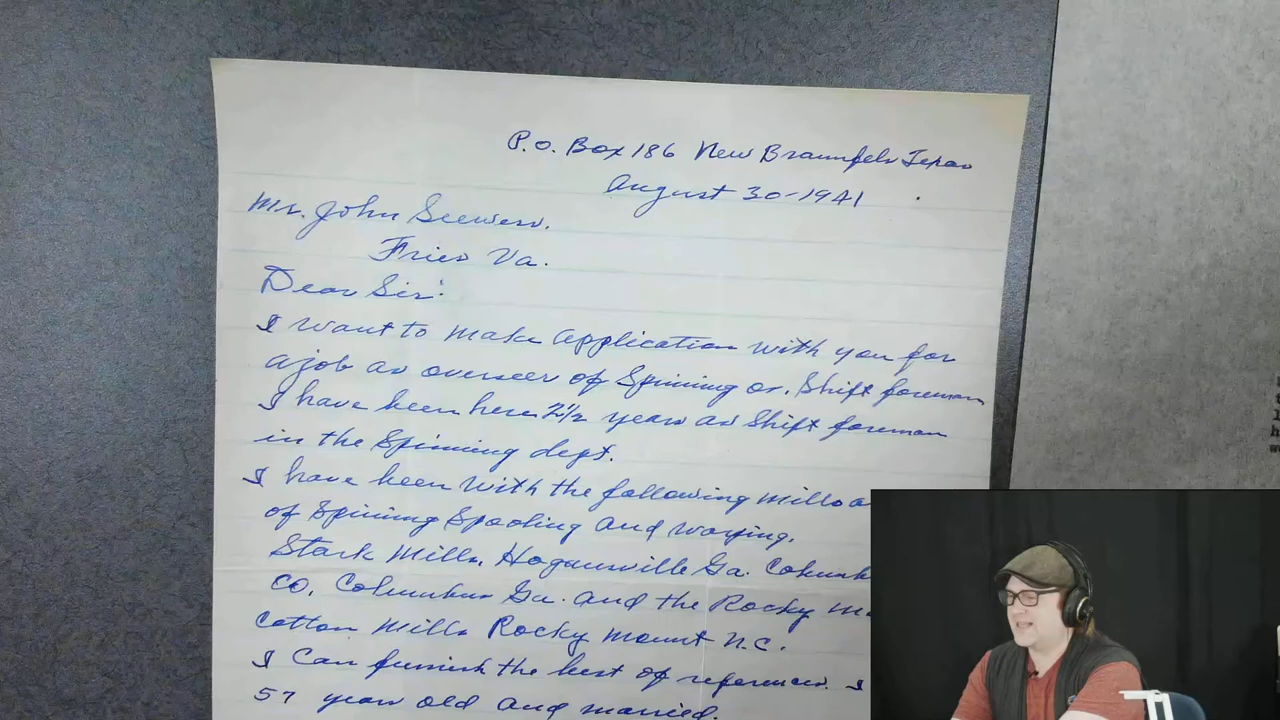 P.O. Box 186 New Braunfels Texas
August 30-1941
Mr. John Seewers.
Fries Va.
Dear Sir:
I want to make application with you for
a job as overseer of Spinning or. Shift foreman
I have been here 2 1/2 years as Shift foreman
in the Spinning dept.
I have been with the following mills
of Spinning Spooling and warping.
Stark Mills, Hogansville Ga.
Co, Columbus Ga. and the Rocky
cotton Mills Rocky Mount N.C.
I can furnish the best of references. I
57 years old and married.